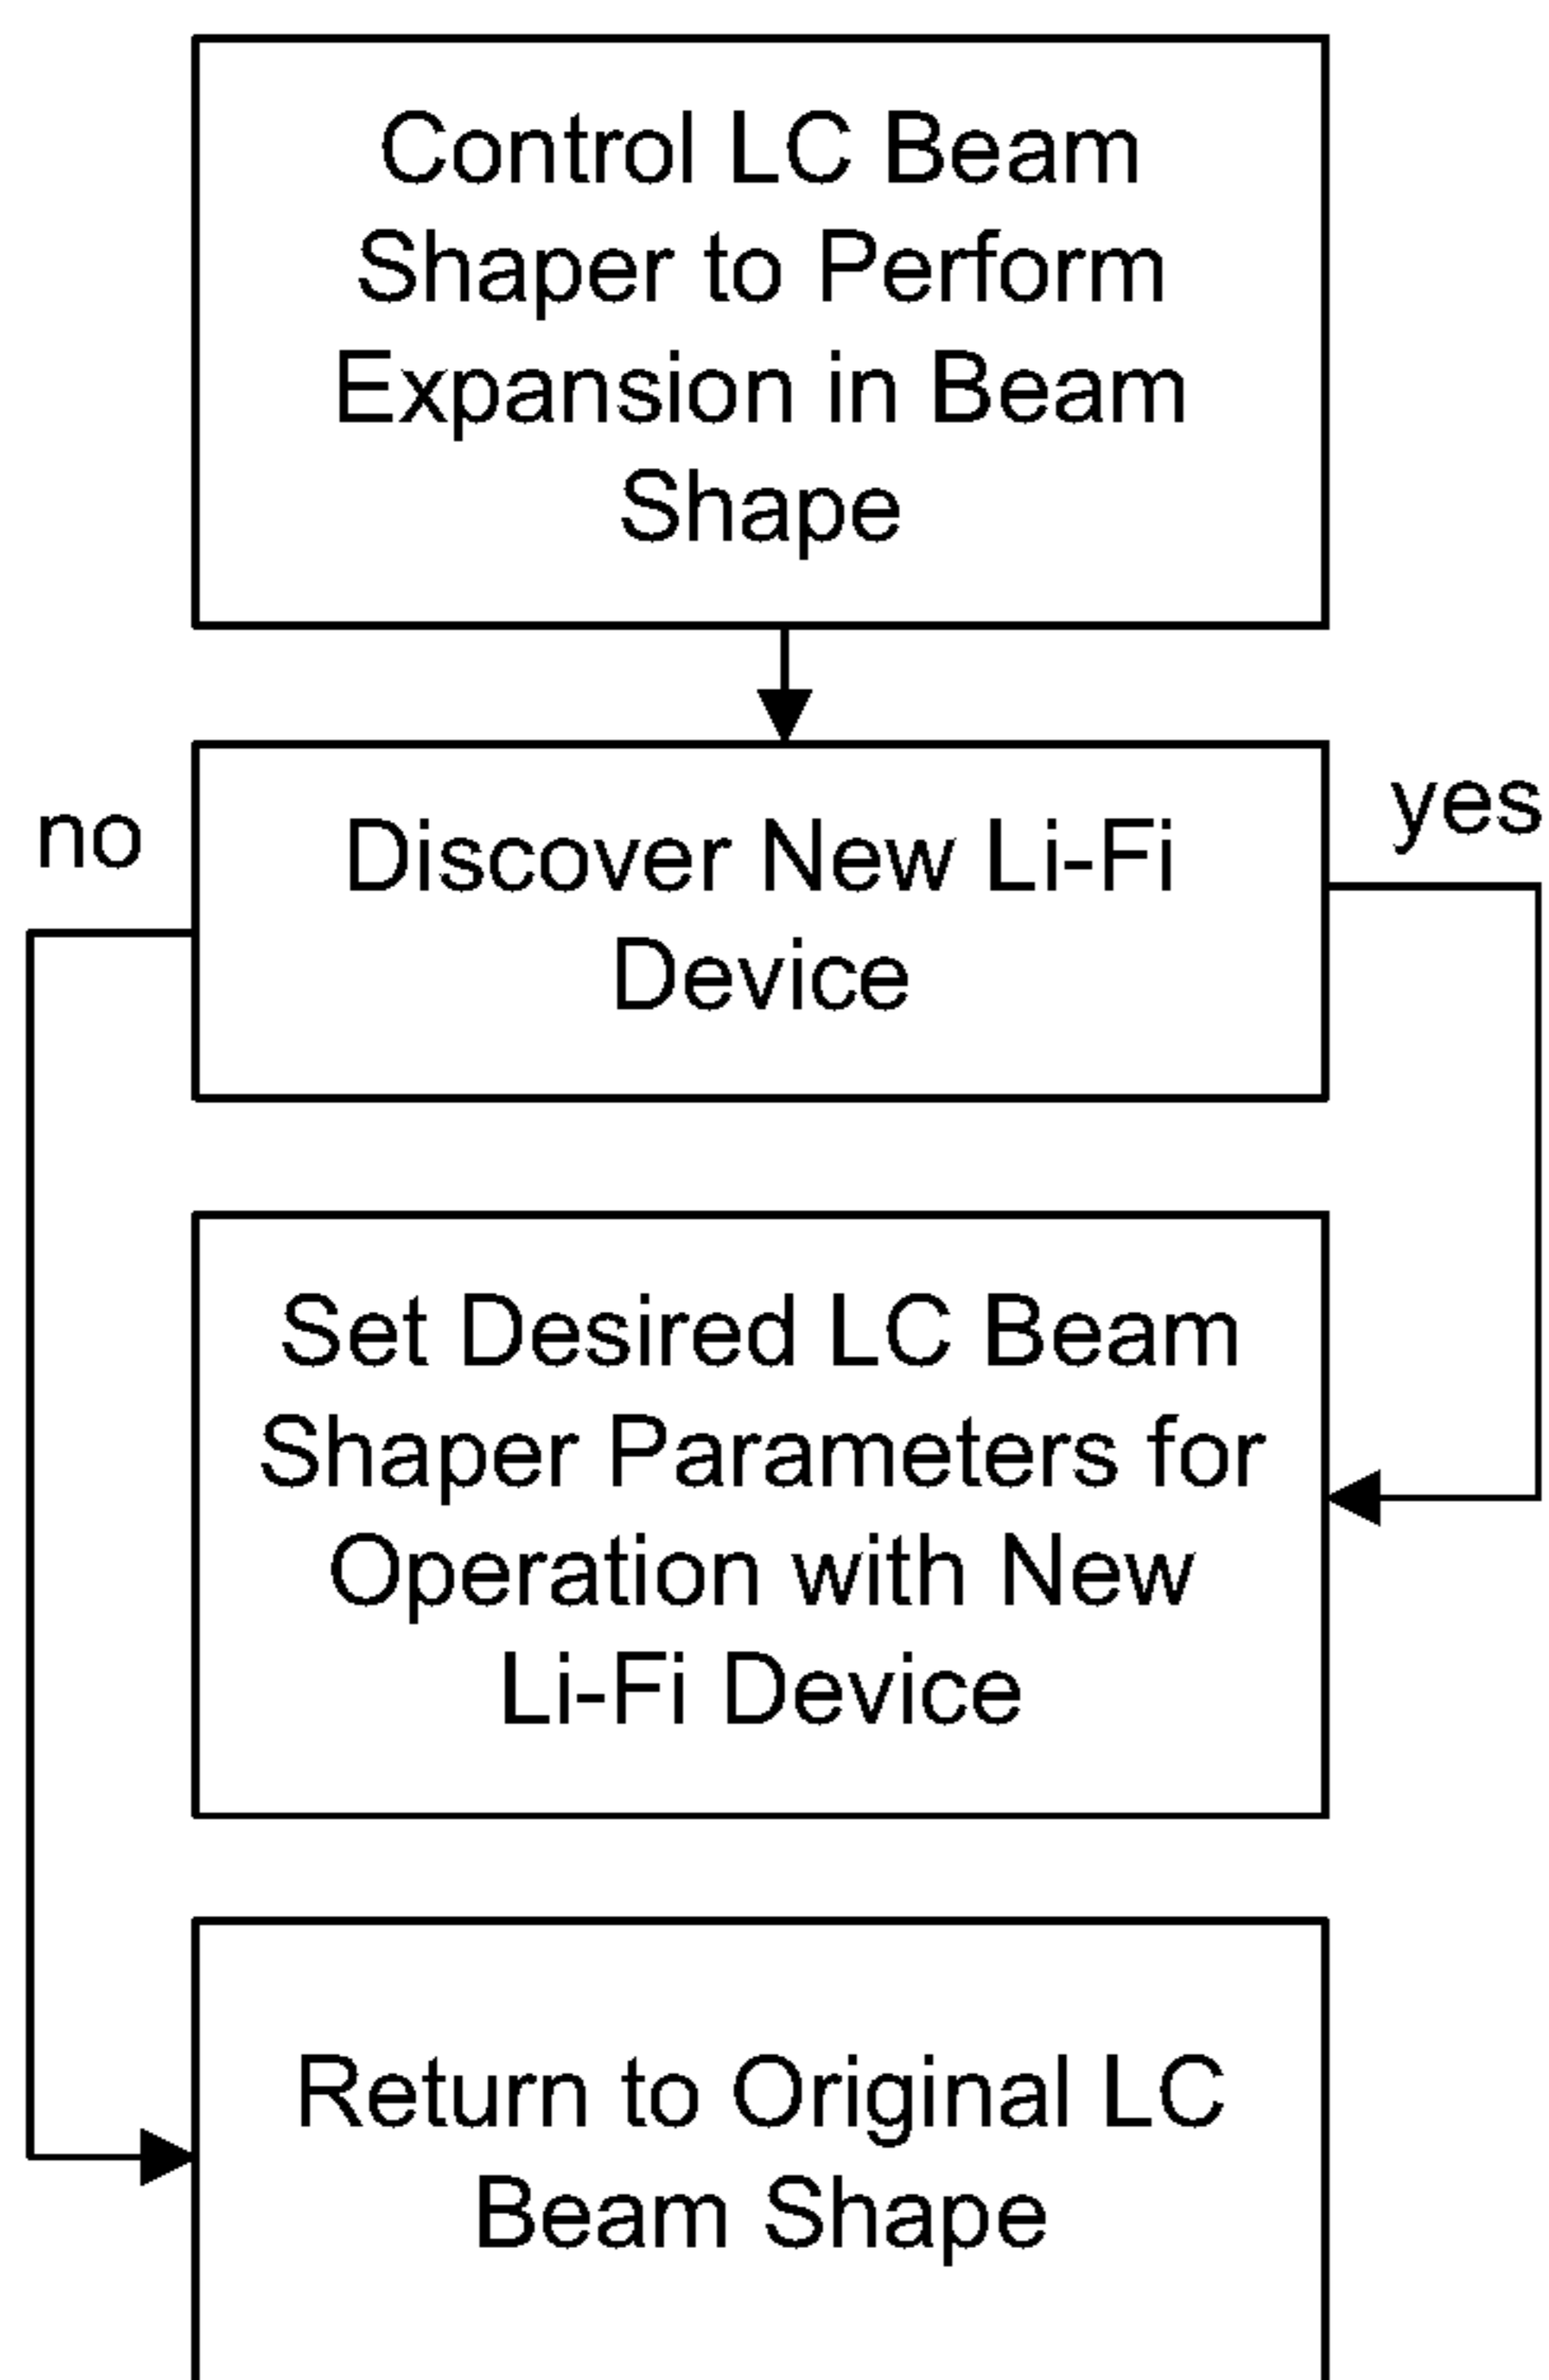 Control LC Beam
Shaper to Perform
Expansion in Beam
Shape
no
yes
Discover New Li-Fi
Device
Set Desired LC Beam
Shaper Parameters for
Operation with New
Li-Fi Device
Return to Original LC
Beam Shape